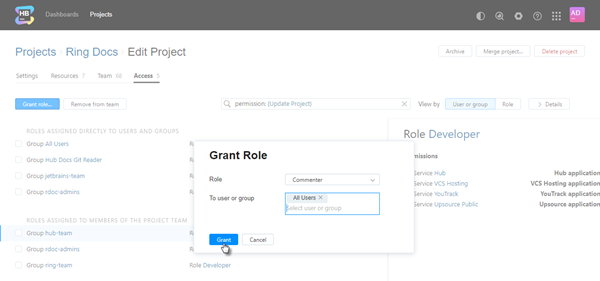 HB
Dashboards Projects
AD
Projects › Ring Docs › Edit Project
Archive Merge project... Delete project
Settings Resources 7 Team 68 Access 5
Grant role... Remove from team permission: {Update Project} View by User or group Role Details
ROLES ASSIGNED DIRECTLY TO USERS AND GROUPS
Group All Users
Group Hub Docs Git Reader
Group jetbrains-team
Group rdoc-admins
ROLES ASSIGNED TO MEMBERS OF THE PROJECT TEAM
Group hub-team
Group rdoc-admins
Group ring-team Role Developer
Grant Role
Role Commenter
To user or group All Users
Select user or group
Grant Cancel
Role Developer
missions
Service Hub Hub application
Service VCS Hosting VCS Hosting application
Service YouTrack YouTrack application
Service Upsource Public Upsource application